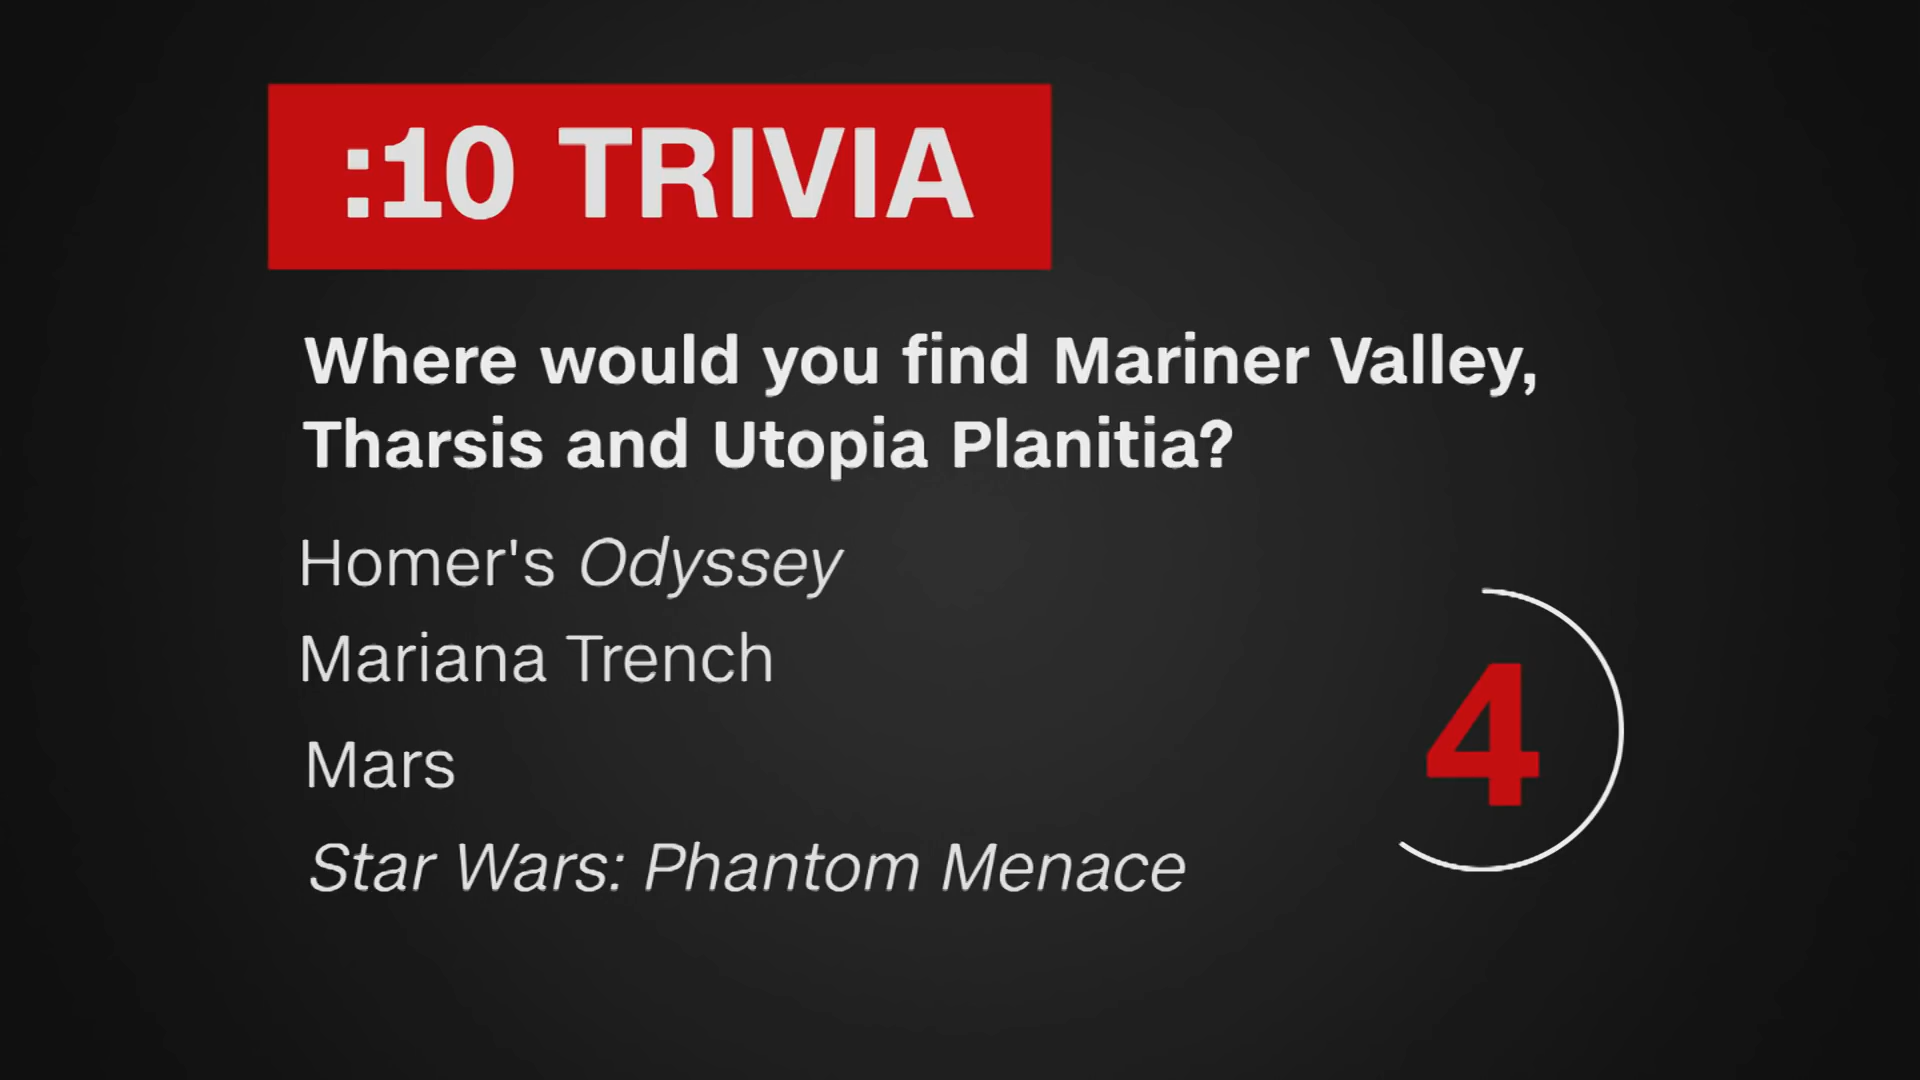 :10 TRIVIA
Where would you find Mariner Valley,
Tharsis and Utopia Planitia?
Homer's Odyssey
Mariana Trench
Mars
Star Wars: Phantom Menace
4